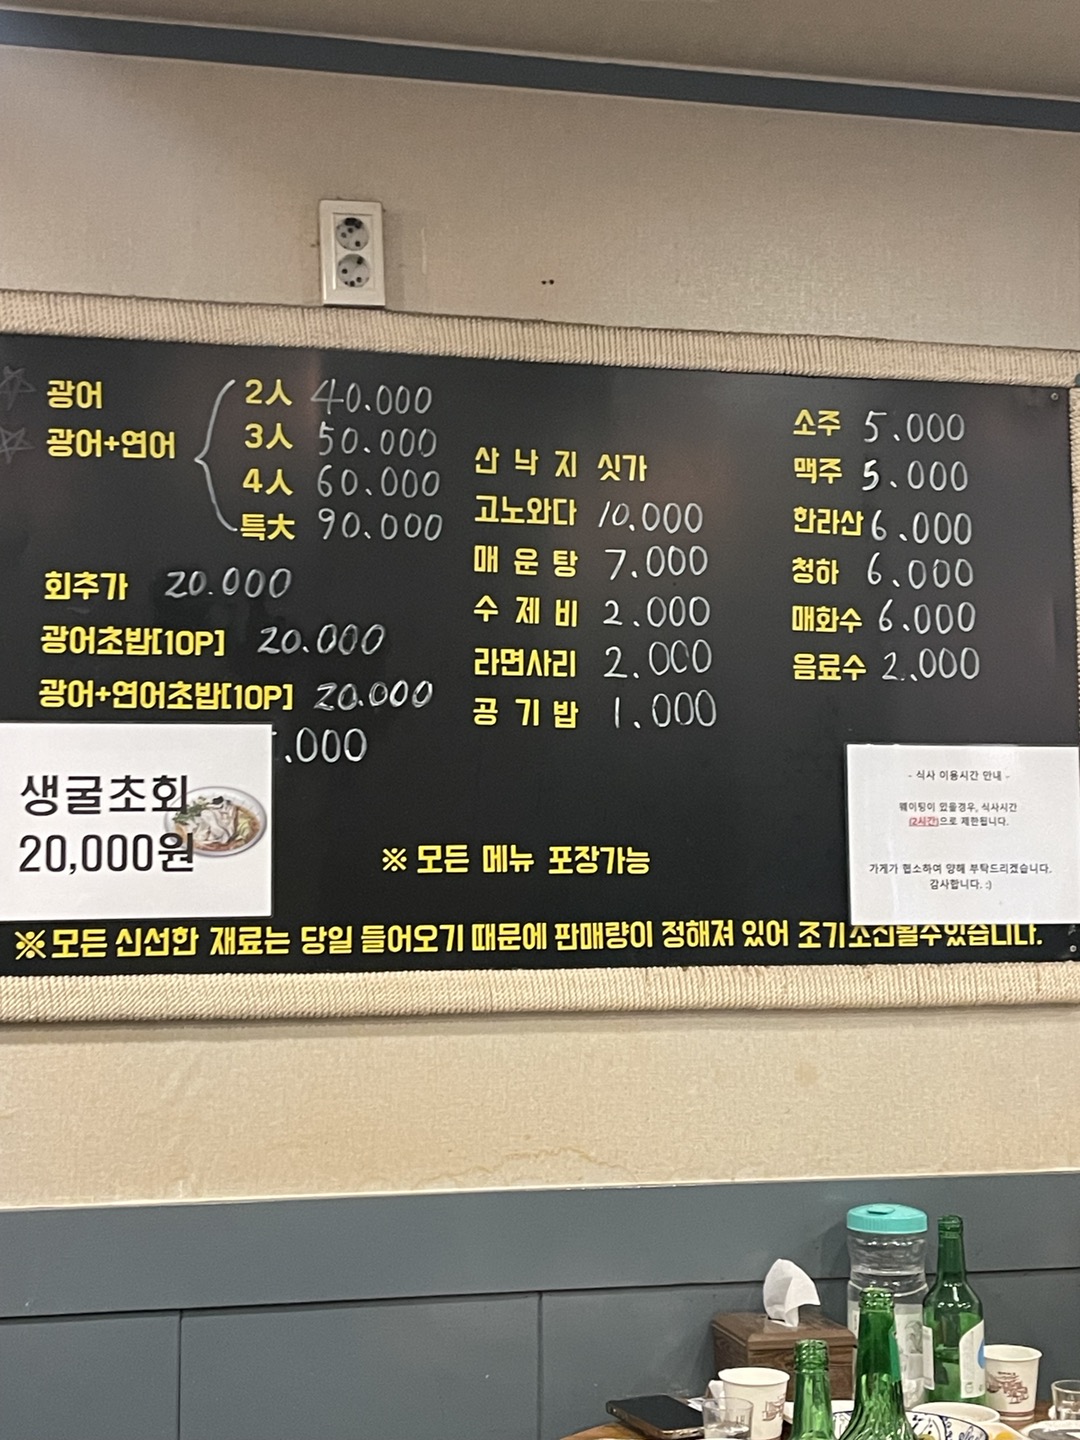 광어
광어+연어
2人 40.000
3人 50.000
4人 60.000
특大 90.000
회추가 20.000
광어초밥[10P] 20.000
광어+연어초밥[10P] 20.000
.000
생굴초회
20,000원
산 낙 지 싯가
고노와다 10.000
매 운 탕 7.000
수 제 비 2.000
라면사리 2.000
공 기 밥 1.000
소주 5.000
맥주 5.000
한라산 6.000
청하 6.000
매화수 6.000
음료수 2.000
- 식사 이용시간 안내 -
웨이팅이 있을경우, 식사시간
(2시간)으로 제한됩니다.
가게가 협소하여 양해 부탁드리겠습니다.
감사합니다. :)
※ 모든 메뉴 포장가능
※모든 신선한 재료는 당일 들어오기 때문에 판매량이 정해져 있어 조기소진될수있습니다.